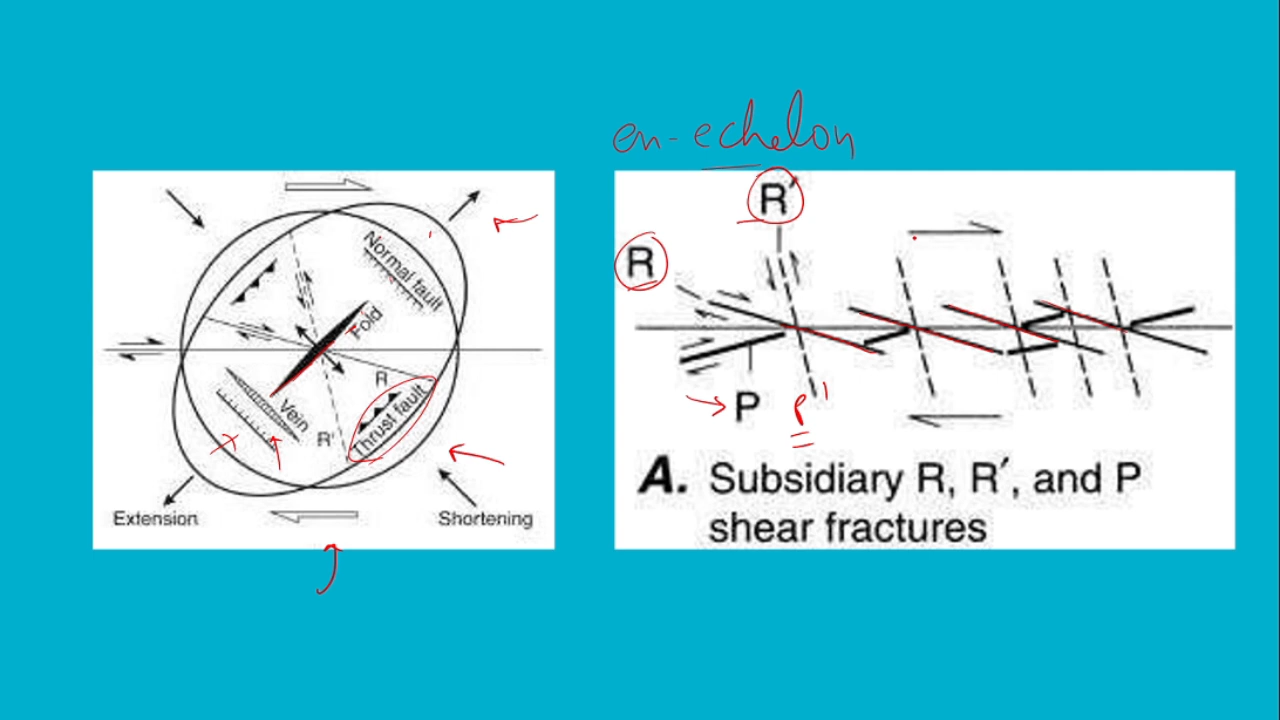 en-echelon
R'
R
Normal fault
Fold
R
Thrust fault
Vein
R'
Extension
Shortening
P
P'
A. Subsidiary R, R′, and P
shear fractures